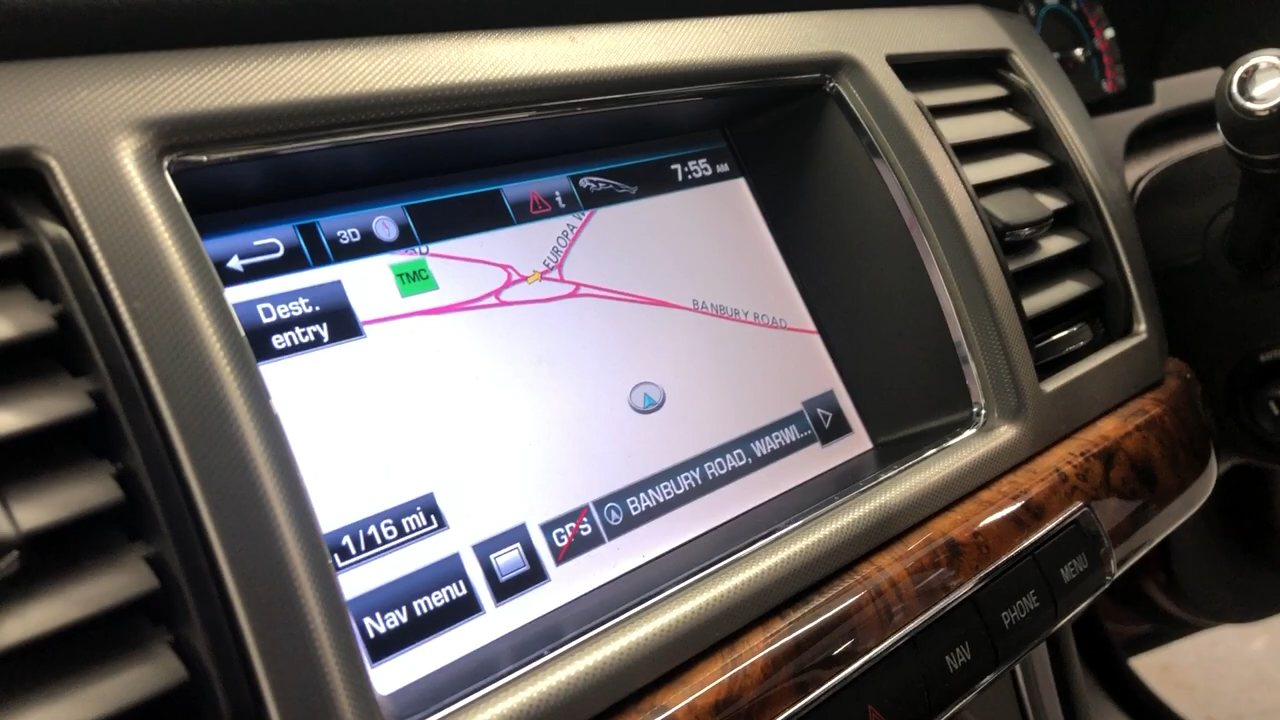 7:55 AM
3D
i
TMC
EUROPA W
Dest.
entry
BANBURY ROAD
BANBURY ROAD, WARWI...
GPS
1/16 mi
Nav menu
MENU
PHONE
NAV